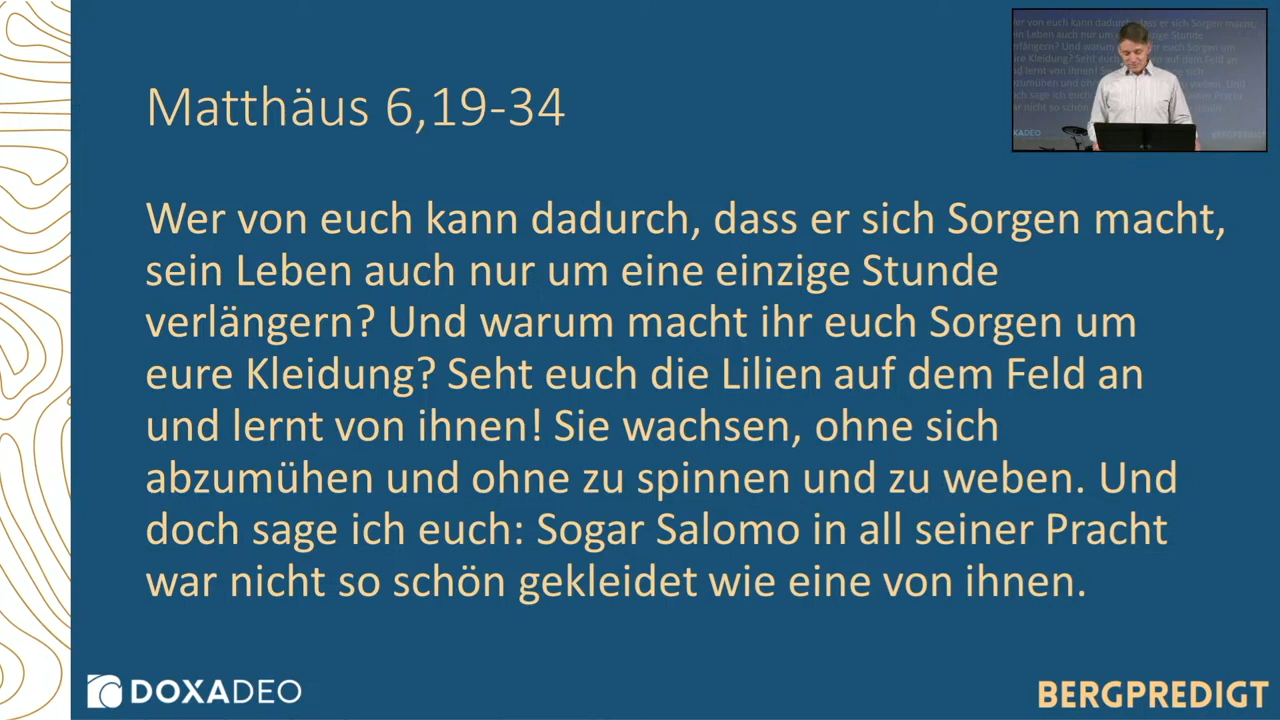 Matthäus 6,19-34
Wer von euch kann dadurch, dass er sich Sorgen macht,
sein Leben auch nur um eine einzige Stunde
verlängern? Und warum macht ihr euch Sorgen um
eure Kleidung? Seht euch die Lilien auf dem Feld an
und lernt von ihnen! Sie wachsen, ohne sich
abzumühen und ohne zu spinnen und zu weben. Und
doch sage ich euch: Sogar Salomo in all seiner Pracht
war nicht so schön gekleidet wie eine von ihnen.
DOXADEO
BERGPREDIGT